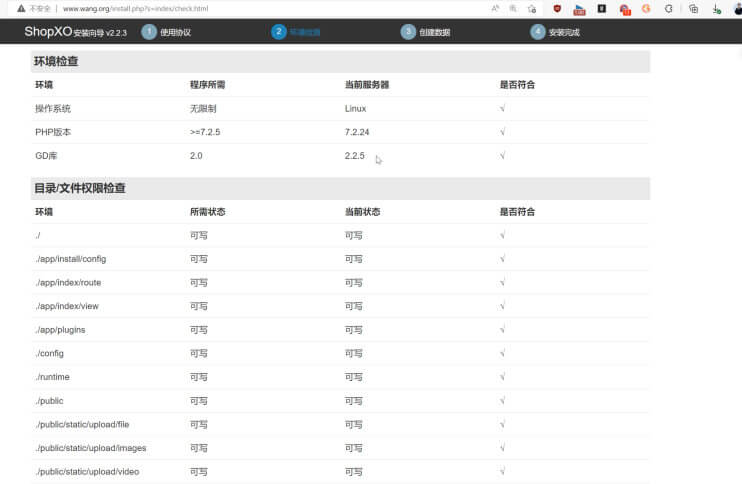 不安全 | www.wang.org/install.php?s=index/check.html
ShopXO安装向导 v2.2.3 1 使用协议 2 环境检测 3 创建数据 4 安装完成
环境检查
环境 程序所需 当前服务器 是否符合
操作系统 无限制 Linux √
PHP版本 >=7.2.5 7.2.24 √
GD库 2.0 2.2.5 √
目录/文件权限检查
环境 所需状态 当前状态 是否符合
./ 可写 可写 √
./app/install/config 可写 可写 √
./app/index/route 可写 可写 √
./app/index/view 可写 可写 √
./app/plugins 可写 可写 √
./config 可写 可写 √
./runtime 可写 可写 √
./public 可写 可写 √
./public/static/upload/file 可写 可写 √
./public/static/upload/images 可写 可写 √
./public/static/upload/video 可写 可写 √